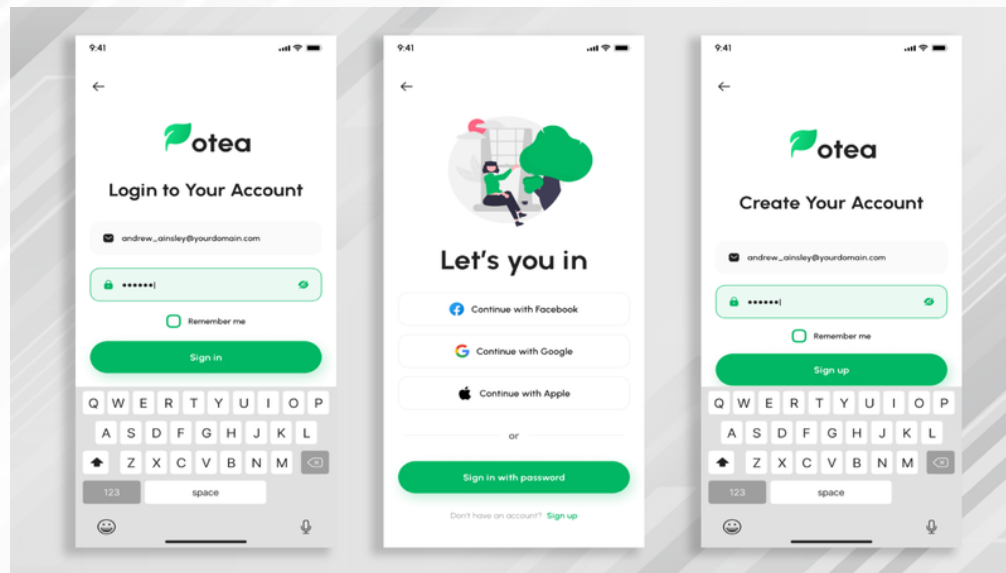 9:41
otea
Login to Your Account
andrew_ainsley@yourdomain.com
••••••|
Remember me
Sign in
Q W E R T Y U I O P
A S D F G H J K L
Z X C V B N M
123 space
9:41
Let's you in
Continue with Facebook
Continue with Google
Continue with Apple
or
Sign in with password
Don't have an account? Sign up
9:41
otea
Create Your Account
andrew_ainsley@yourdomain.com
••••••|
Remember me
Sign up
Q W E R T Y U I O P
A S D F G H J K L
Z X C V B N M
123 space